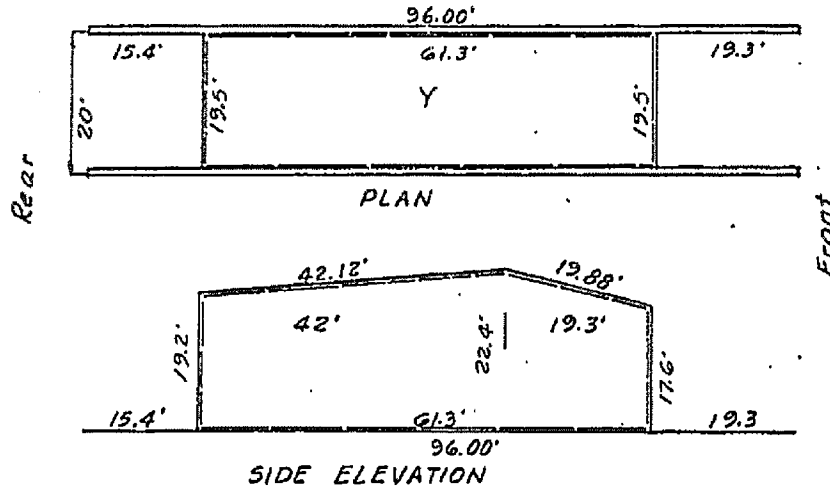 96.00'
15.4' 61.3' 19.3'
20' 19.5' Y 19.5'
Rear
PLAN
Front
42.12' 19.88'
42' 19.3'
19.2' 22.4' 17.6'
15.4' 61.3' 19.3
96.00'
SIDE ELEVATION